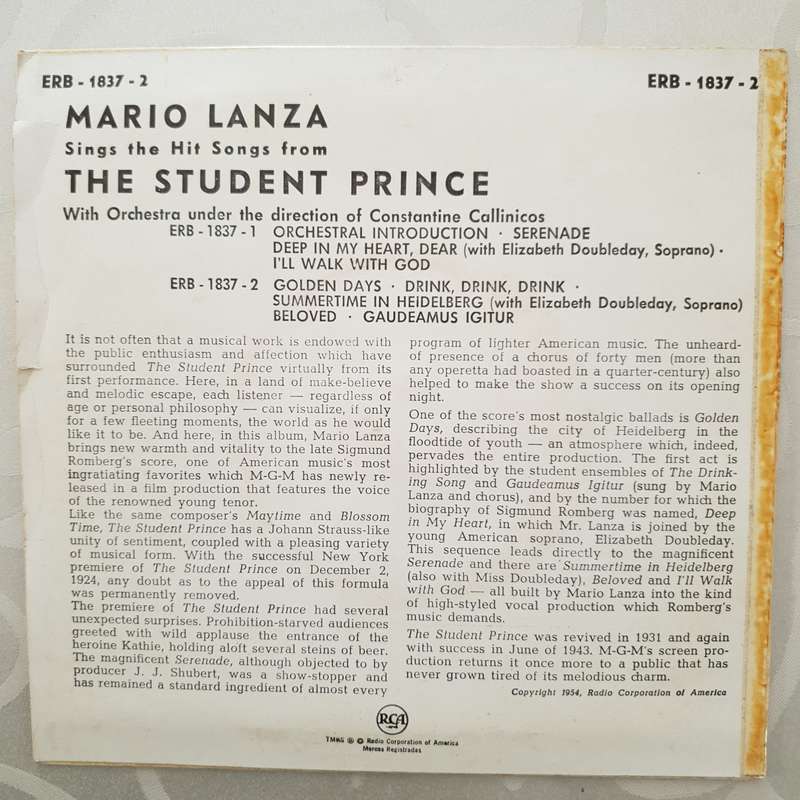 ERB - 1837 - 2
ERB - 1837 - 2
MARIO LANZA
Sings the Hit Songs from
THE STUDENT PRINCE
With Orchestra under the direction of Constantine Callinicos
ERB - 1837 - 1 ORCHESTRAL INTRODUCTION · SERENADE
DEEP IN MY HEART, DEAR (with Elizabeth Doubleday, Soprano) ·
I'LL WALK WITH GOD
ERB - 1837 - 2 GOLDEN DAYS · DRINK, DRINK, DRINK ·
SUMMERTIME IN HEIDELBERG (with Elizabeth Doubleday, Soprano)
BELOVED · GAUDEAMUS IGITUR
It is not often that a musical work is endowed with
the public enthusiasm and affection which have
surrounded The Student Prince virtually from its
first performance. Here, in a land of make-believe
and melodic escape, each listener — regardless of
age or personal philosophy — can visualize, if only
for a few fleeting moments, the world as he would
like it to be. And here, in this album, Mario Lanza
brings new warmth and vitality to the late Sigmund
Romberg's score, one of American music's most
ingratiating favorites which M-G-M has newly re-
leased in a film production that features the voice
of the renowned young tenor.
Like the same composer's Maytime and Blossom
Time, The Student Prince has a Johann Strauss-like
unity of sentiment, coupled with a pleasing variety
of musical form. With the successful New York
premiere of The Student Prince on December 2,
1924, any doubt as to the appeal of this formula
was permanently removed.
The premiere of The Student Prince had several
unexpected surprises. Prohibition-starved audiences
greeted with wild applause the entrance of the
heroine Kathie, holding aloft several steins of beer.
The magnificent Serenade, although objected to by
producer J. J. Shubert, was a show-stopper and
has remained a standard ingredient of almost every
program of lighter American music. The unheard-
of presence of a chorus of forty men (more than
any operetta had boasted in a quarter-century) also
helped to make the show a success on its opening
night.
One of the score's most nostalgic ballads is Golden
Days, describing the city of Heidelberg in the
floodtide of youth — an atmosphere which, indeed,
pervades the entire production. The first act is
highlighted by the student ensembles of The Drink-
ing Song and Gaudeamus Igitur (sung by Mario
Lanza and chorus), and by the number for which the
biography of Sigmund Romberg was named, Deep
in My Heart, in which Mr. Lanza is joined by the
young American soprano, Elizabeth Doubleday.
This sequence leads directly to the magnificent
Serenade and there are Summertime in Heidelberg
(also with Miss Doubleday), Beloved and I'll Walk
with God — all built by Mario Lanza into the kind
of high-styled vocal production which Romberg's
music demands.
The Student Prince was revived in 1931 and again
with success in June of 1943. M-G-M's screen pro-
duction returns it once more to a public that has
never grown tired of its melodious charm.
Copyright 1954, Radio Corporation of America
RCA
TMKS ® Radio Corporation of America
Marcas Registradas